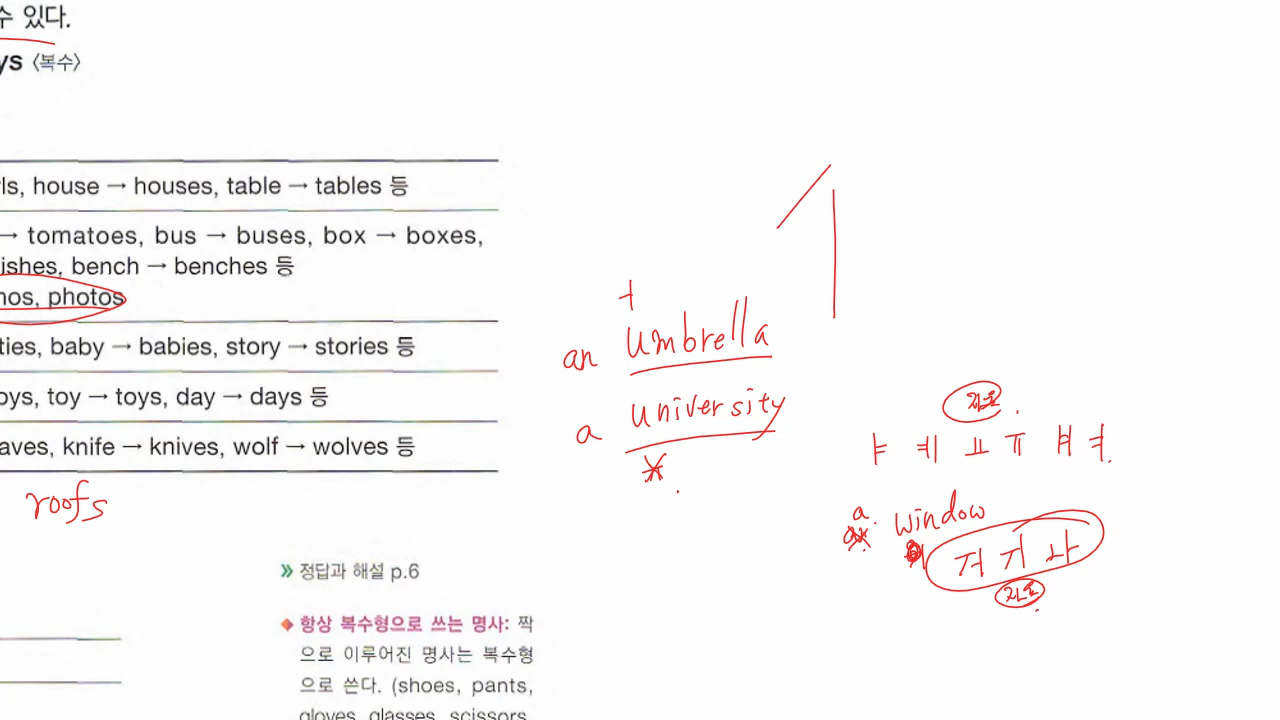 수 있다.
ys 〈복수〉
ls, house → houses, table → tables 등
→ tomatoes, bus → buses, box → boxes,
ishes, bench → benches 등
nos, photos
ties, baby → babies, story → stories 등
oys, toy → toys, day → days 등
aves, knife → knives, wolf → wolves 등
roofs
ㅓ
an umbrella
a university
자음.
ㅑ ㅖ ㅛ ㅠ ㅒ ㅕ.
a. window
ㅝ ㅟ ㅘ
자음.
» 정답과 해설 p.6
◆ 항상 복수형으로 쓰는 명사: 짝
으로 이루어진 명사는 복수형
으로 쓴다. (shoes, pants,
gloves, glasses, scissors